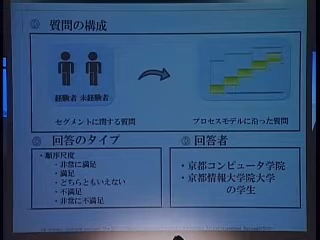 質問の構成
経験者 未経験者
セグメントに関する質問
プロセスモデルに沿った質問
回答のタイプ
・順序尺度
・非常に満足
・満足
・どちらともいえない
・不満足
・非常に不満足
回答者
・京都コンピュータ学院
・京都情報大学院大学
の学生